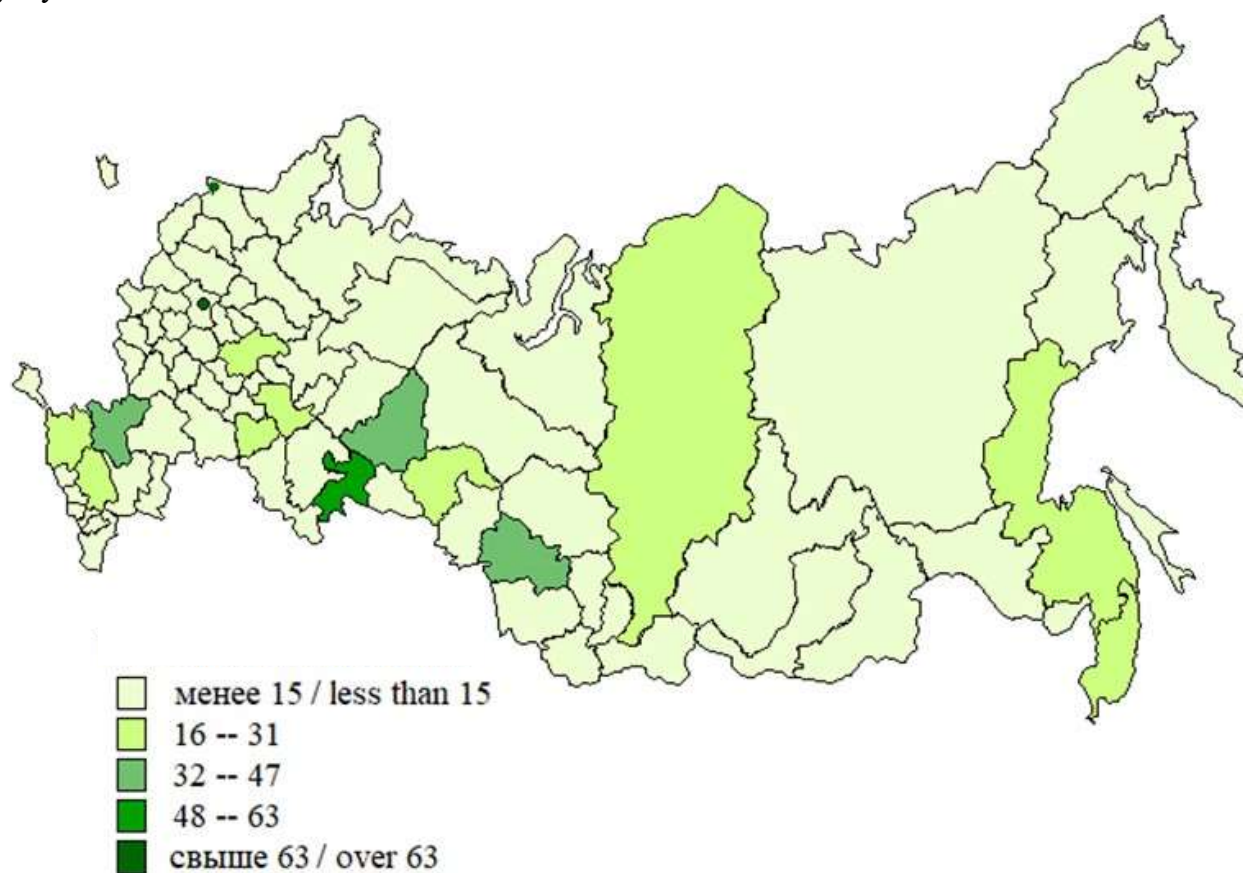 менее 15 / less than 15
16 -- 31
32 -- 47
48 -- 63
свыше 63 / over 63